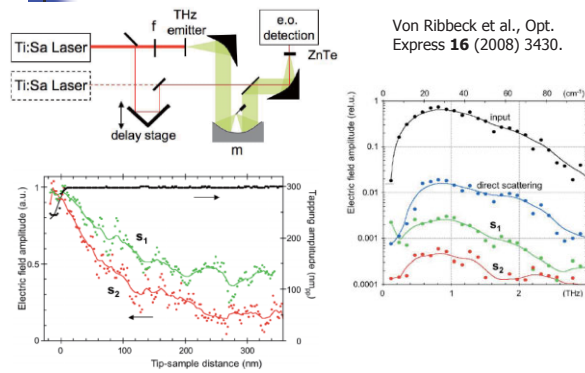 THz
emitter
e.o.
detection
Ti:Sa Laser
f
ZnTe
Ti:Sa Laser
delay stage
m
Von Ribbeck et al., Opt.
Express 16 (2008) 3430.
Electric field amplitude (a.u.)
1
0.5
0
s1
s2
300
200
100
0
Tapping amplitude (nmpp)
0 100 200 300
Tip-sample distance (nm)
0 20 40 60 80 (cm-1)
Electric field amplitude (rel.u.)
1
0.1
0.01
0.001
0.0001
input
direct scattering
s1
s2
0 1 2 (THz)